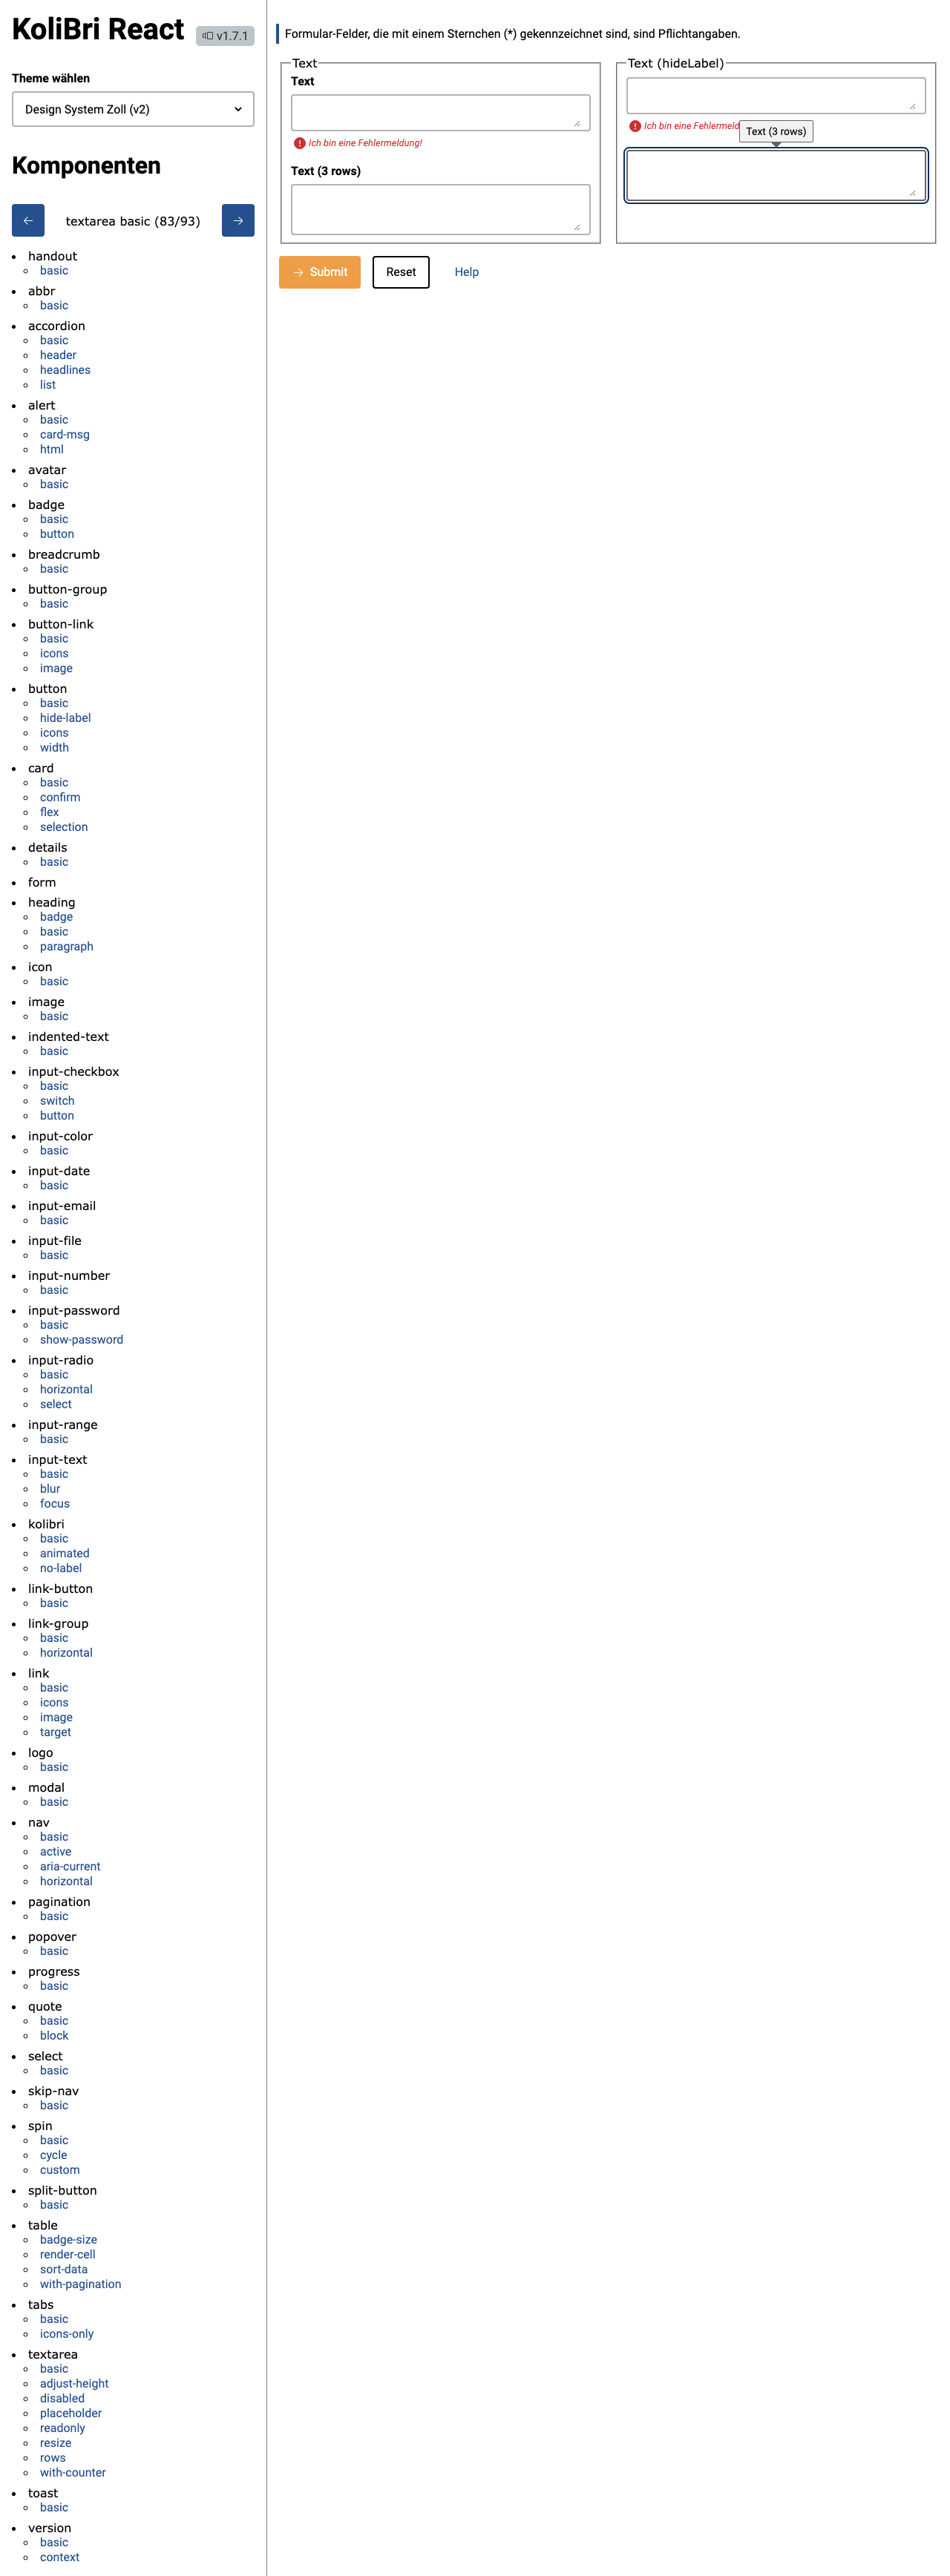 KoliBri React
v1.7.1
Theme wählen
Design System Zoll (v2)
Komponenten
←
textarea basic (83/93)
→
handout
basic
abbr
basic
accordion
basic
header
headlines
list
alert
basic
card-msg
html
avatar
basic
badge
basic
button
breadcrumb
basic
button-group
basic
button-link
basic
icons
image
button
basic
hide-label
icons
width
card
basic
confirm
flex
selection
details
basic
form
heading
badge
basic
paragraph
icon
basic
image
basic
indented-text
basic
input-checkbox
basic
switch
button
input-color
basic
input-date
basic
input-email
basic
input-file
basic
input-number
basic
input-password
basic
show-password
input-radio
basic
horizontal
select
input-range
basic
input-text
basic
blur
focus
kolibri
basic
animated
no-label
link-button
basic
link-group
basic
horizontal
link
basic
icons
image
target
logo
basic
modal
basic
nav
basic
active
aria-current
horizontal
pagination
basic
popover
basic
progress
basic
quote
basic
block
select
basic
skip-nav
basic
spin
basic
cycle
custom
split-button
basic
table
badge-size
render-cell
sort-data
with-pagination
tabs
basic
icons-only
textarea
basic
adjust-height
disabled
placeholder
readonly
resize
rows
with-counter
toast
basic
version
basic
context
Formular-Felder, die mit einem Sternchen (*) gekennzeichnet sind, sind Pflichtangaben.
Text
Text
Ich bin eine Fehlermeldung!
Text (3 rows)
Text (hideLabel)
Ich bin eine Fehlermeld
Text (3 rows)
→ Submit
Reset
Help